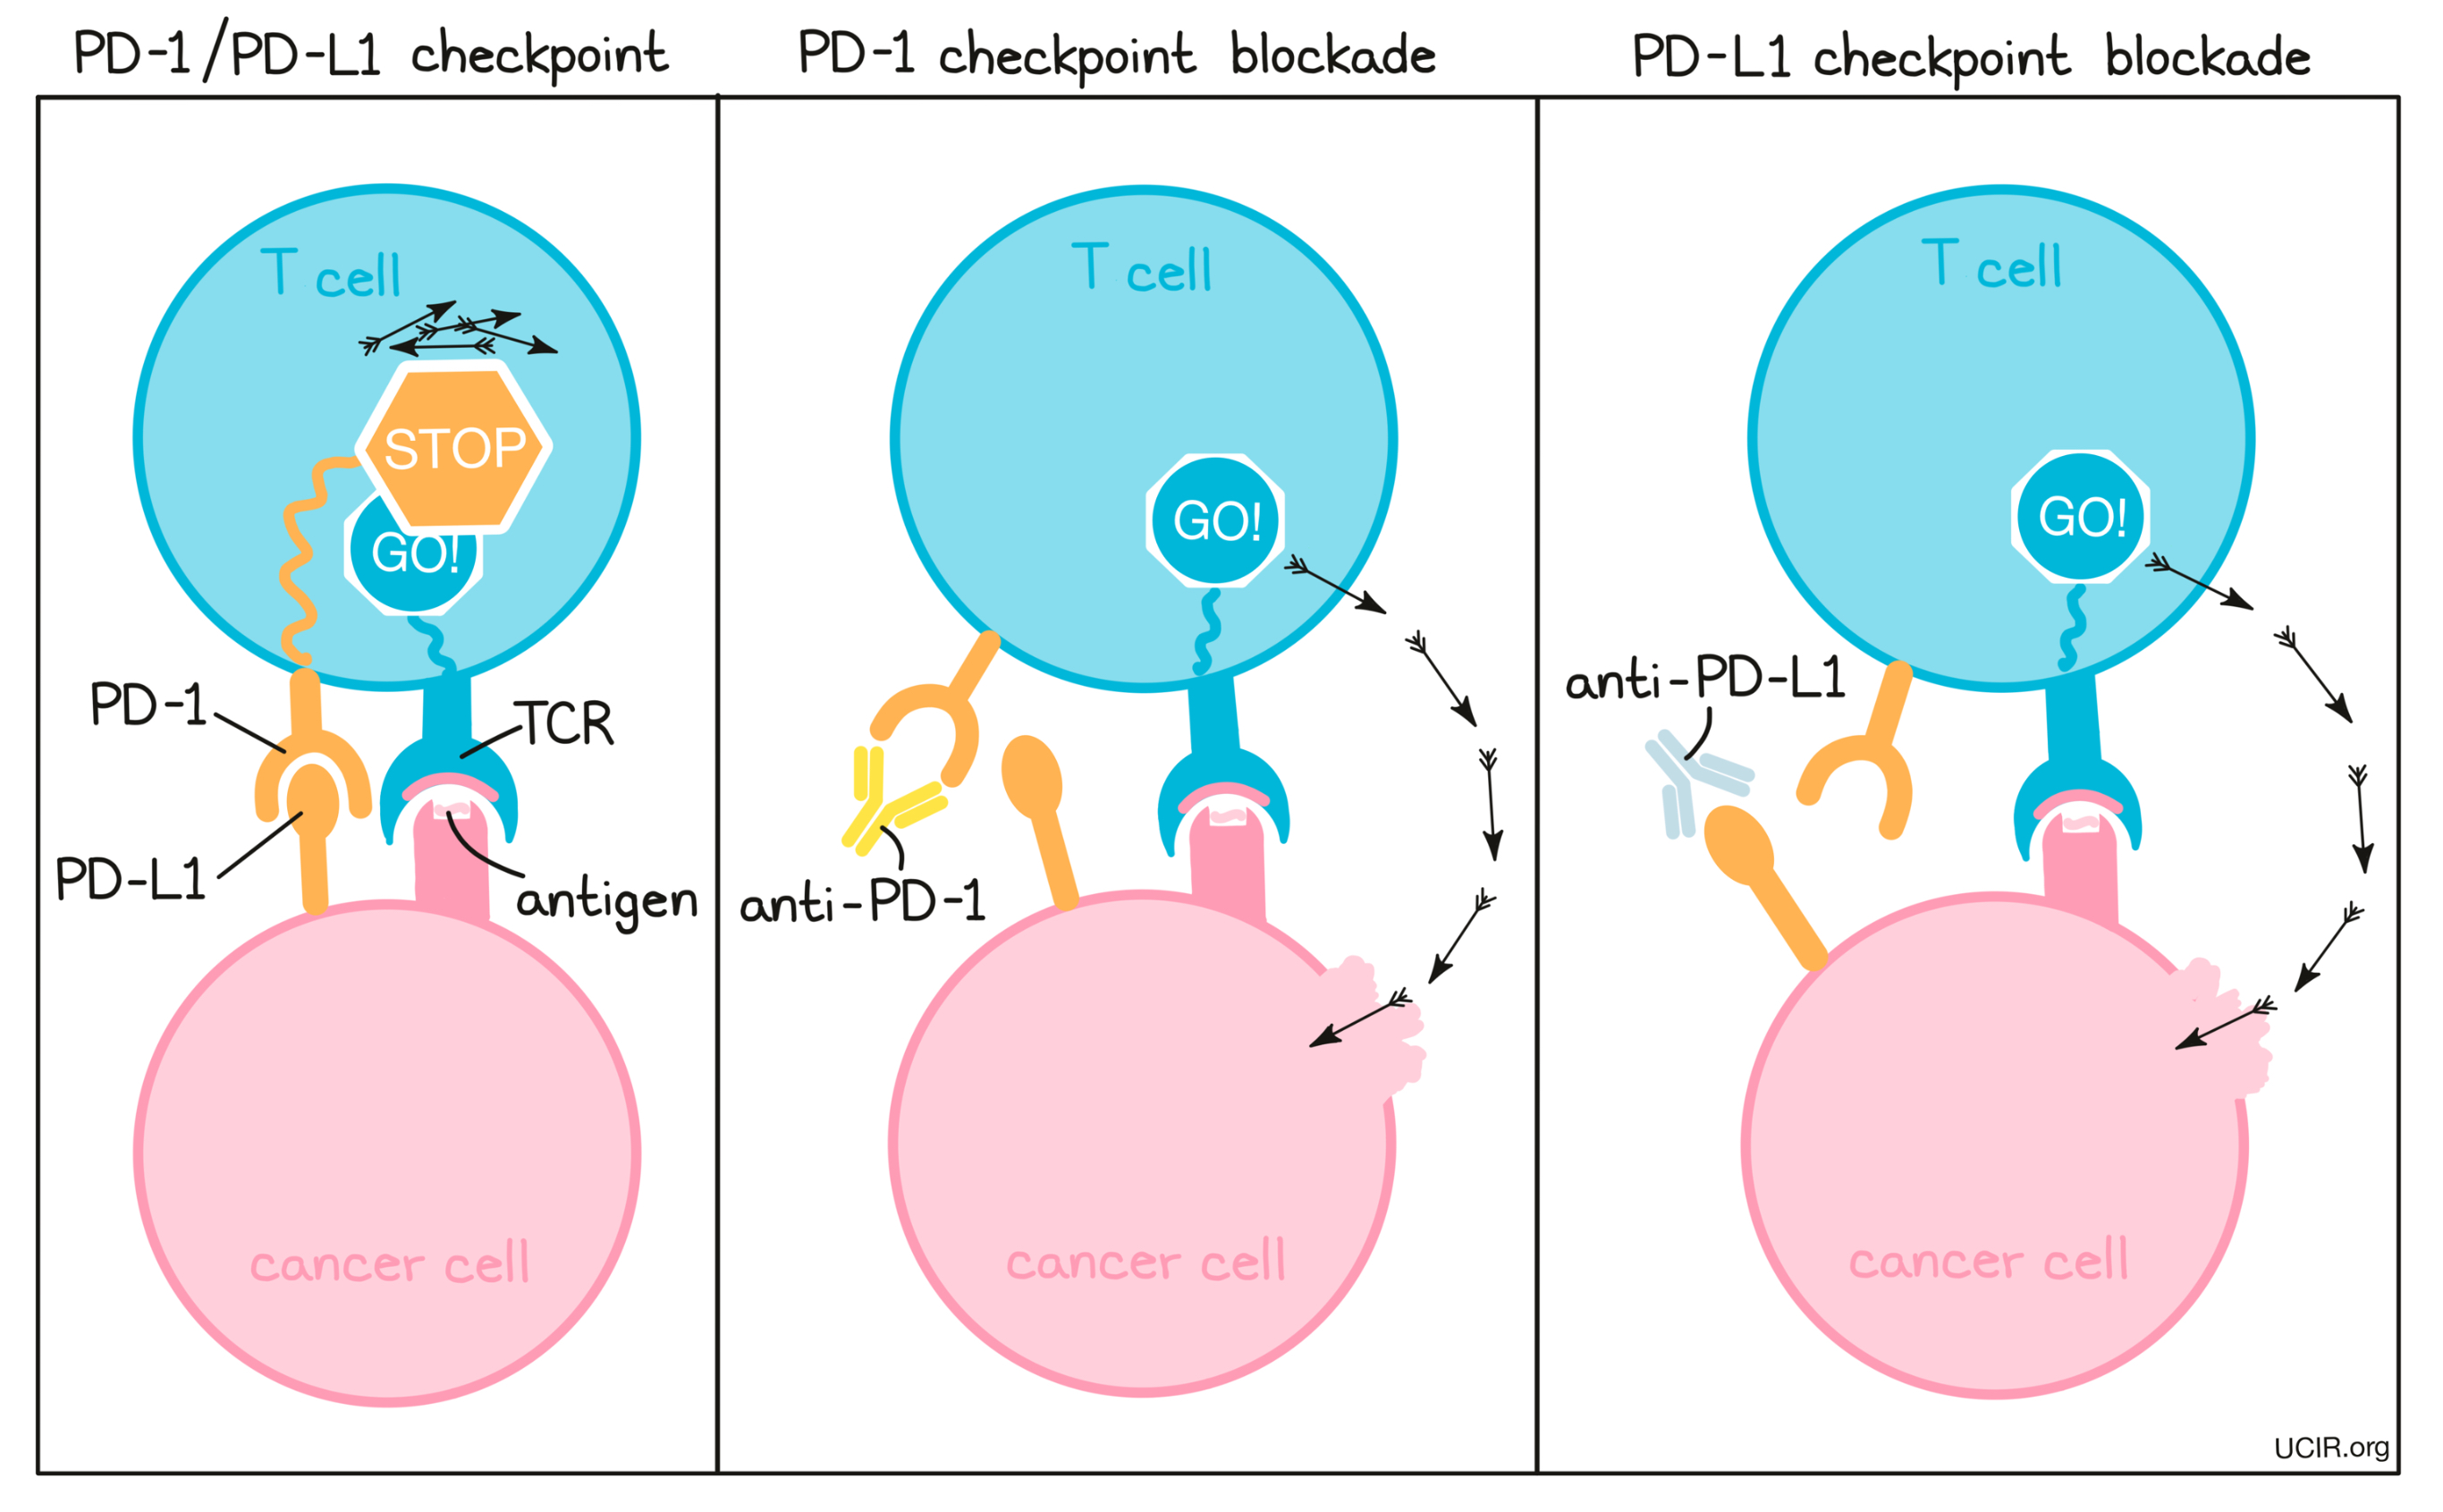 PD-1/PD-L1 checkpoint
PD-1 checkpoint blockade
PD-L1 checkpoint blockade
T cell
STOP
GO!
PD-1
TCR
PD-L1
antigen
cancer cell
T cell
GO!
anti-PD-1
cancer cell
T cell
GO!
anti-PD-L1
cancer cell
UCIR.org